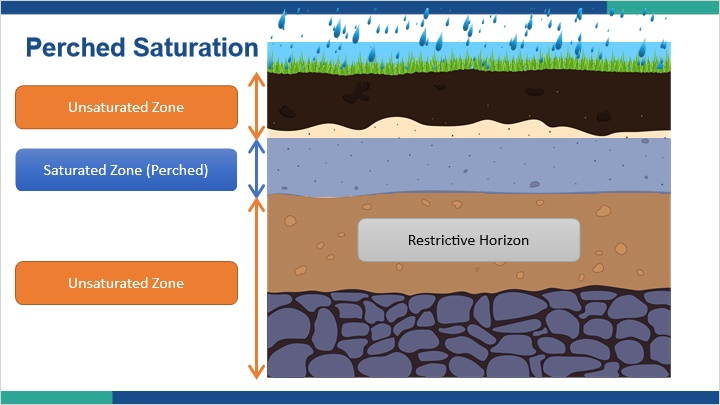 Perched Saturation
Unsaturated Zone
Saturated Zone (Perched)
Restrictive Horizon
Unsaturated Zone